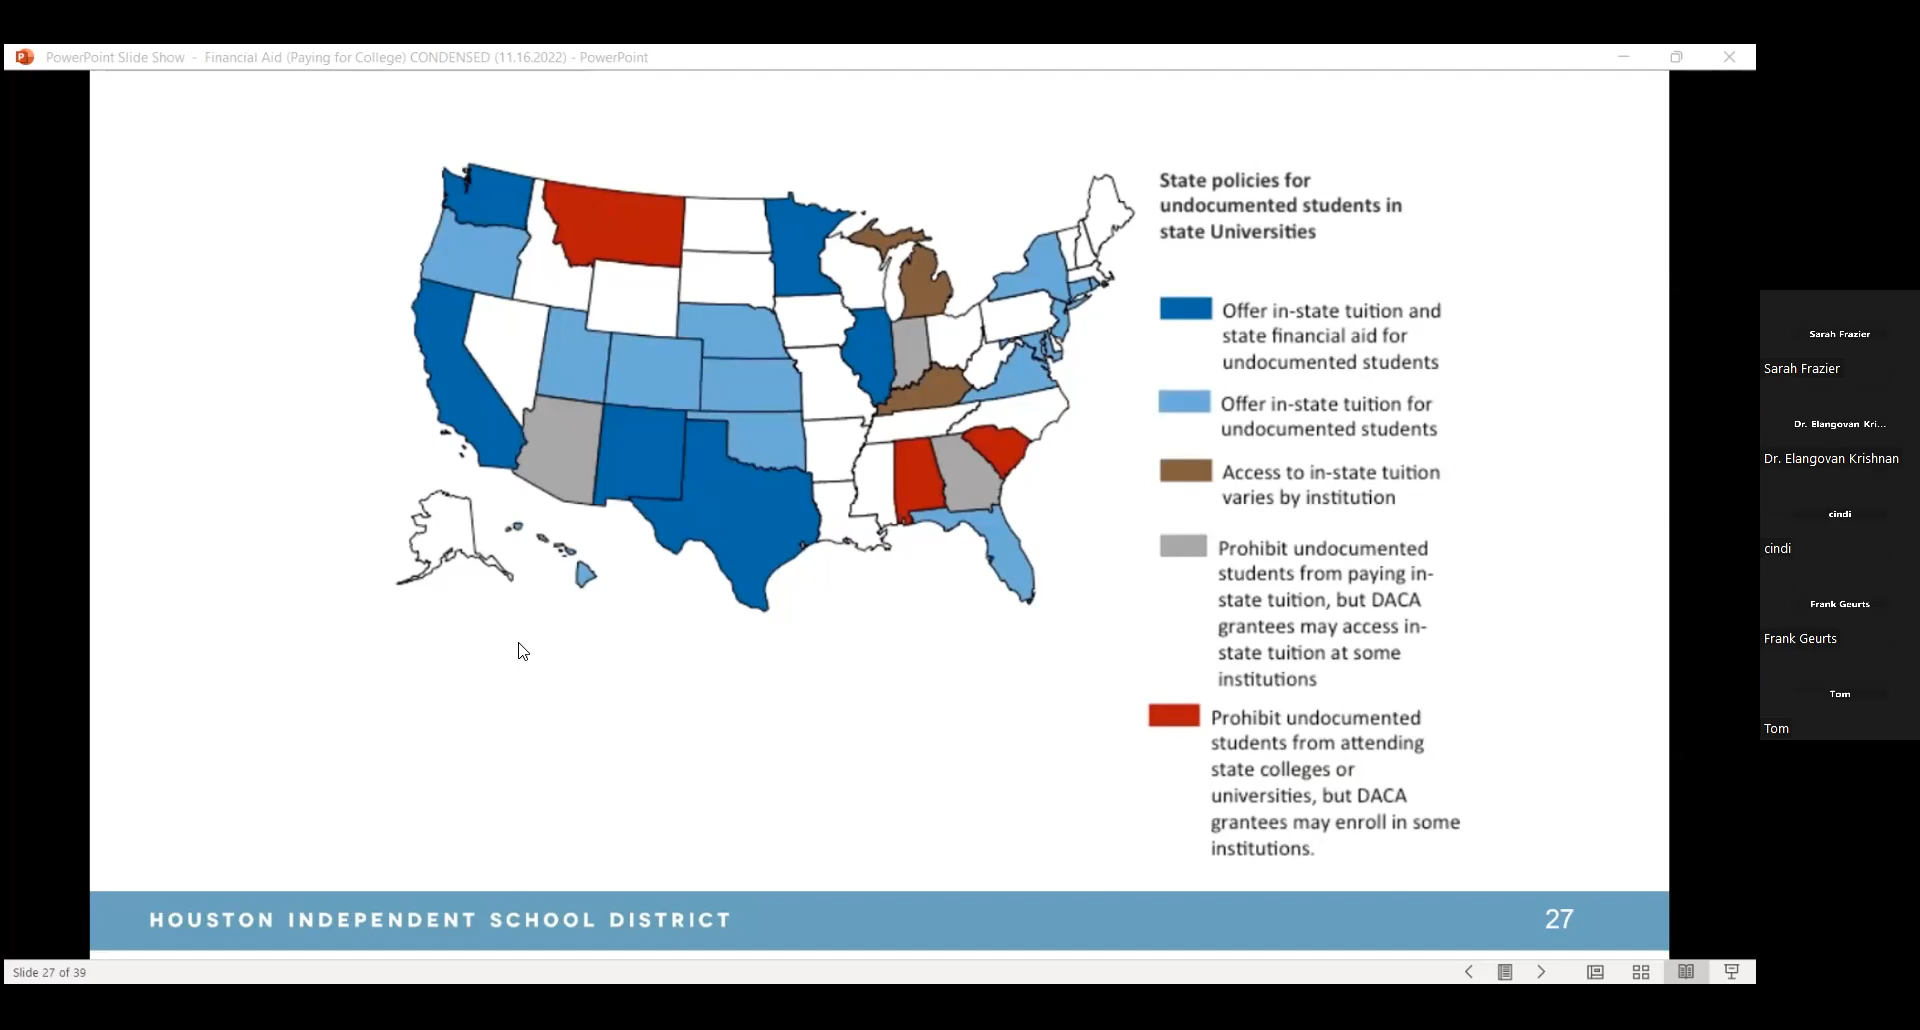 PowerPoint Slide Show - Financial Aid (Paying for College) CONDENSED (11.16.2022) - PowerPoint
State policies for
undocumented students in
state Universities
Offer in-state tuition and
state financial aid for
undocumented students
Offer in-state tuition for
undocumented students
Access to in-state tuition
varies by institution
Prohibit undocumented
students from paying in-
state tuition, but DACA
grantees may access in-
state tuition at some
institutions
Prohibit undocumented
students from attending
state colleges or
universities, but DACA
grantees may enroll in some
institutions.
HOUSTON INDEPENDENT SCHOOL DISTRICT
27
Slide 27 of 39
Sarah Frazier
Sarah Frazier
Dr. Elangovan Kri...
Dr. Elangovan Krishnan
cindi
cindi
Frank Geurts
Frank Geurts
Tom
Tom